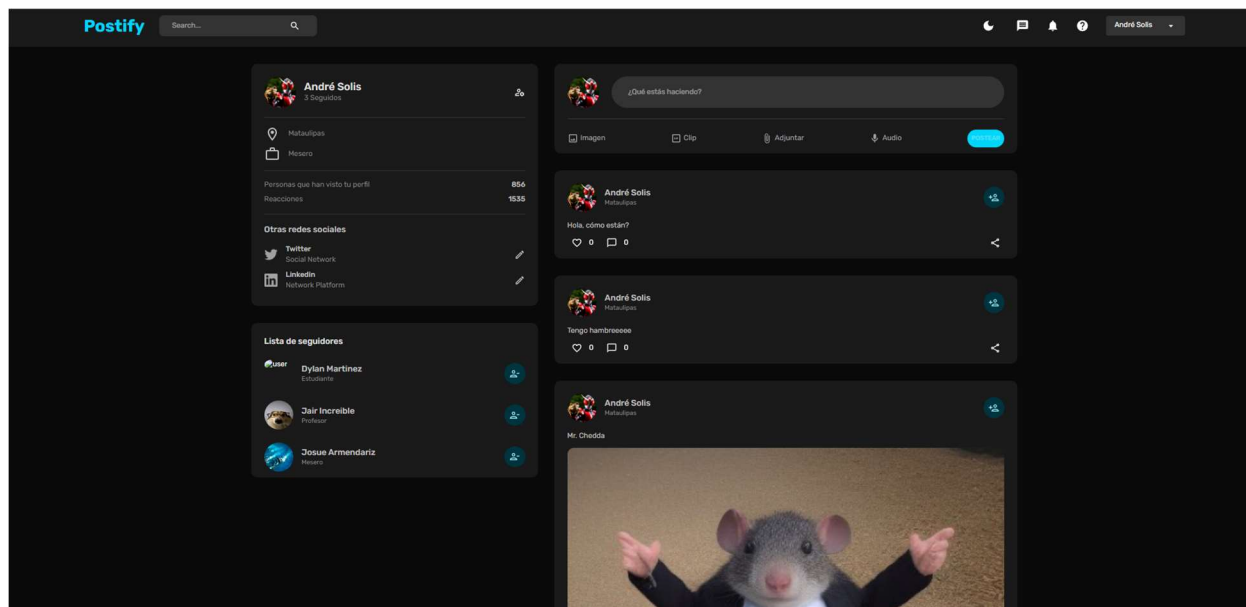 Postify
Search...
André Solis
André Solis
3 Seguidos
Mataulipas
Mesero
Personas que han visto tu perfil 856
Reacciones 1535
Otras redes sociales
Twitter
Social Network
Linkedin
Network Platform
Lista de seguidores
user
Dylan Martinez
Estudiante
Jair Increíble
Profesor
Josue Armendariz
Mesero
¿Qué estás haciendo?
Imagen Clip Adjuntar Audio POSTEAR
André Solis
Mataulipas
Hola, cómo están?
0 0
André Solis
Mataulipas
Tengo hambreeeee
0 0
André Solis
Mataulipas
Mr. Chedda